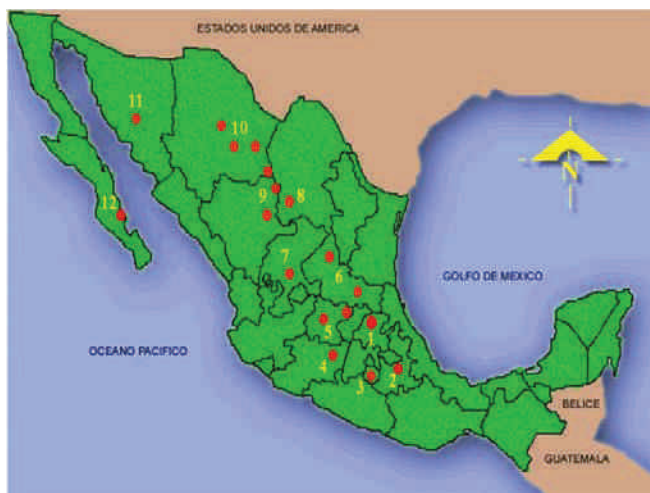 ESTADOS UNIDOS DE AMERICA
11
10
12
9
8
N
7
6
GOLFO DE MEXICO
5
1
OCEANO PACIFICO
4
3
2
BELICE
GUATEMALA